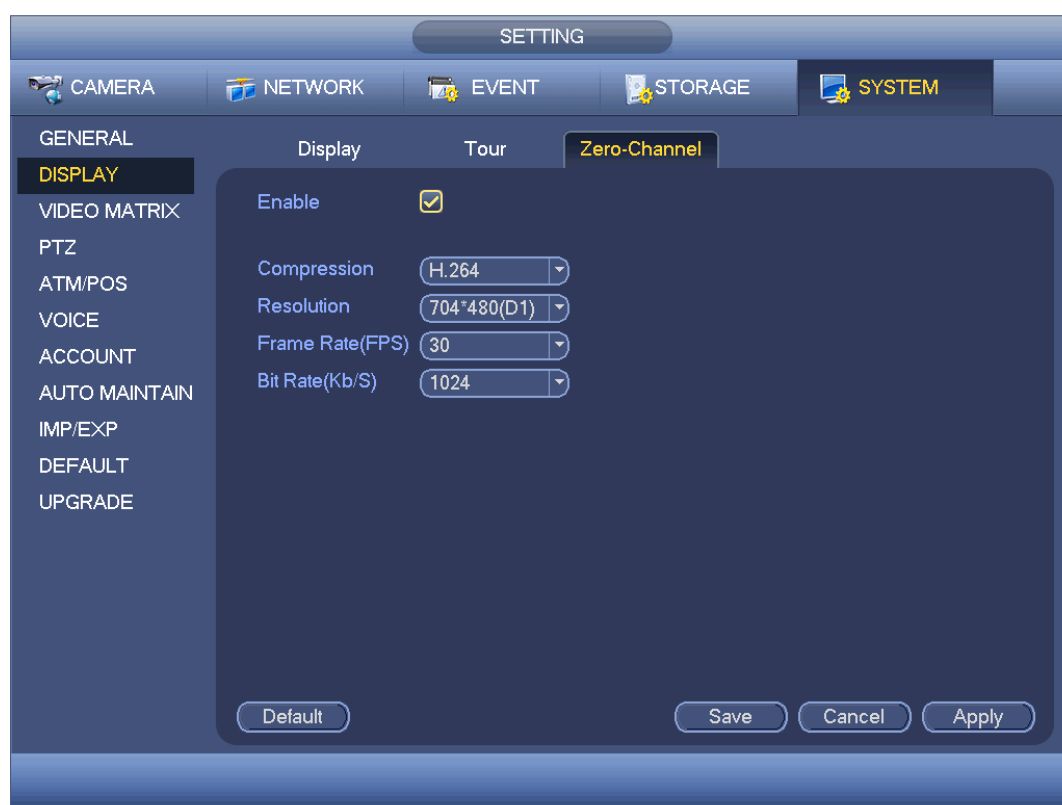 SETTING
CAMERA NETWORK EVENT STORAGE SYSTEM
GENERAL
DISPLAY
VIDEO MATRIX
PTZ
ATM/POS
VOICE
ACCOUNT
AUTO MAINTAIN
IMP/EXP
DEFAULT
UPGRADE
Display Tour Zero-Channel
Enable
Compression H.264
Resolution 704*480(D1)
Frame Rate(FPS) 30
Bit Rate(Kb/S) 1024
Default Save Cancel Apply